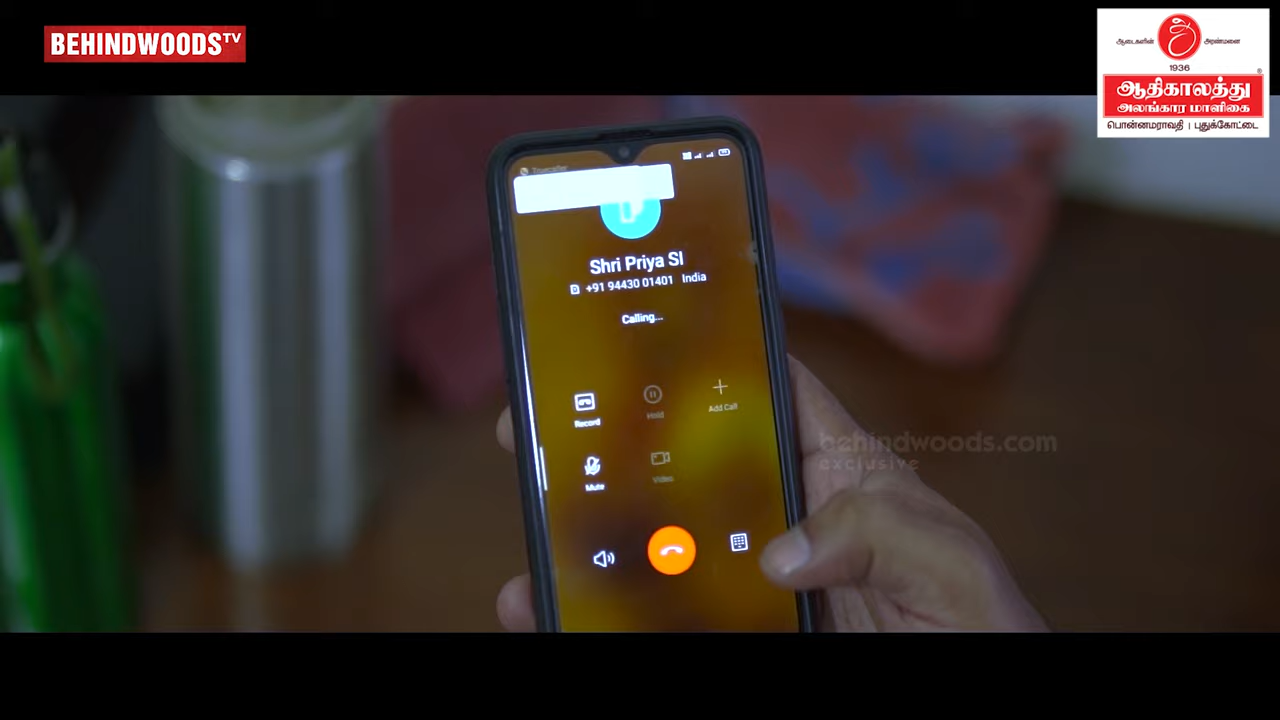 BEHINDWOODS TV
ஆடைகளின் அரண்மனை
1936
ஆதிகாலத்து
®
அலங்கார மாளிகை
பொன்னமராவதி | புதுக்கோட்டை
Truecaller
Shri Priya SI
+91 94430 01401 India
Calling...
Record
Hold
Add Call
Mute
Video
behindwoods.com
exclusive